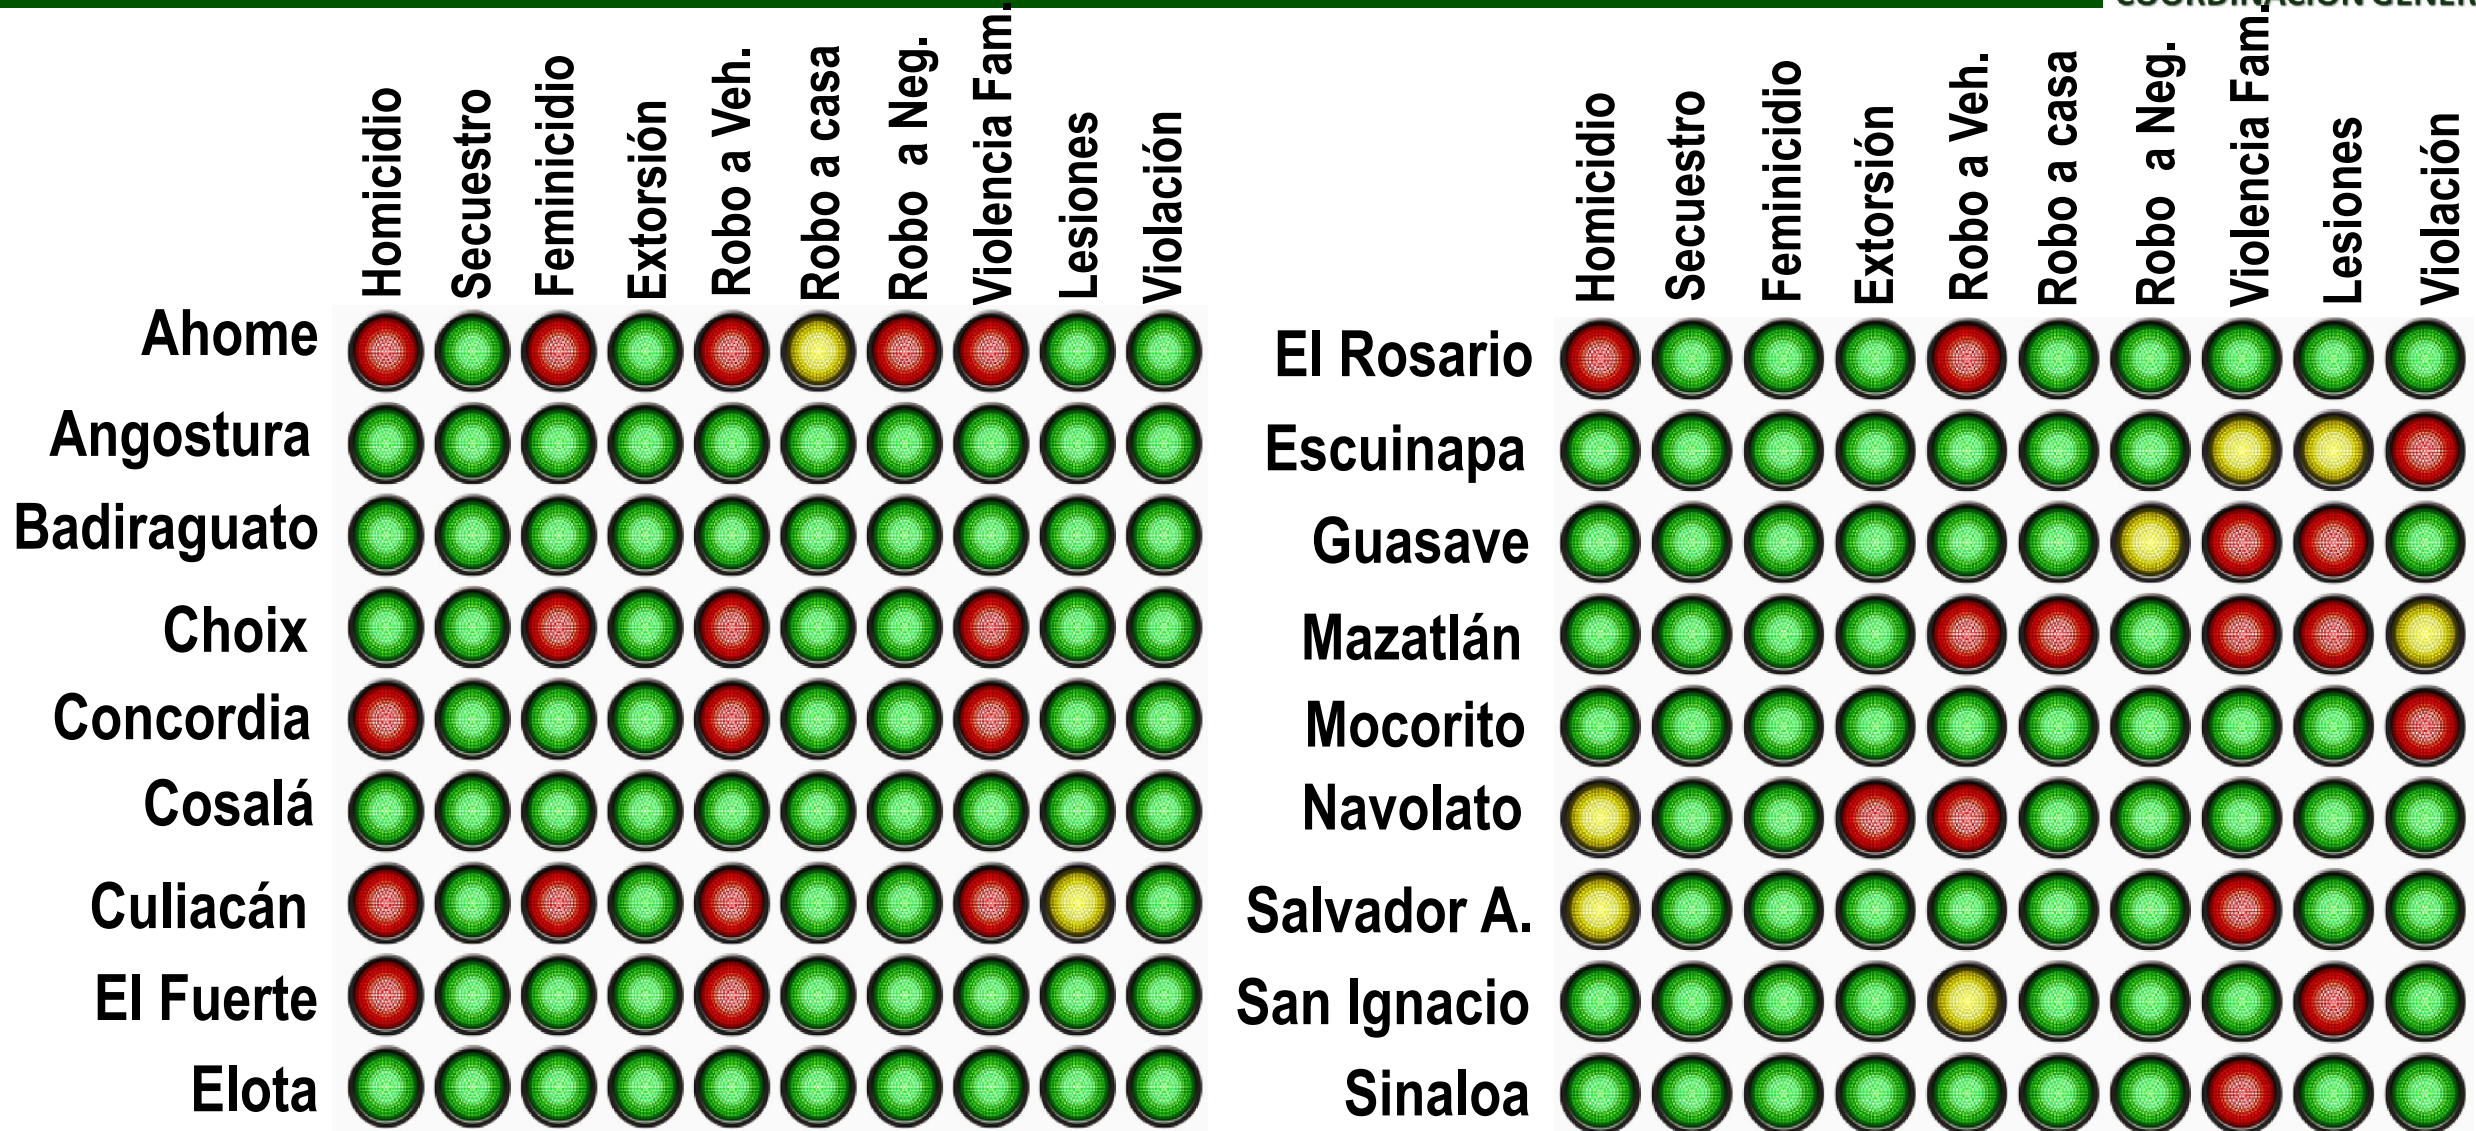 COORDINACIÓN GENER
Homicidio
Secuestro
Feminicidio
Extorsión
Robo a Veh.
Robo a casa
Robo a Neg.
Violencia Fam.
Lesiones
Violación
Ahome
Angostura
Badiraguato
Choix
Concordia
Cosalá
Culiacán
El Fuerte
Elota
Homicidio
Secuestro
Feminicidio
Extorsión
Robo a Veh.
Robo a casa
Robo a Neg.
Violencia Fam.
Lesiones
Violación
El Rosario
Escuinapa
Guasave
Mazatlán
Mocorito
Navolato
Salvador A.
San Ignacio
Sinaloa